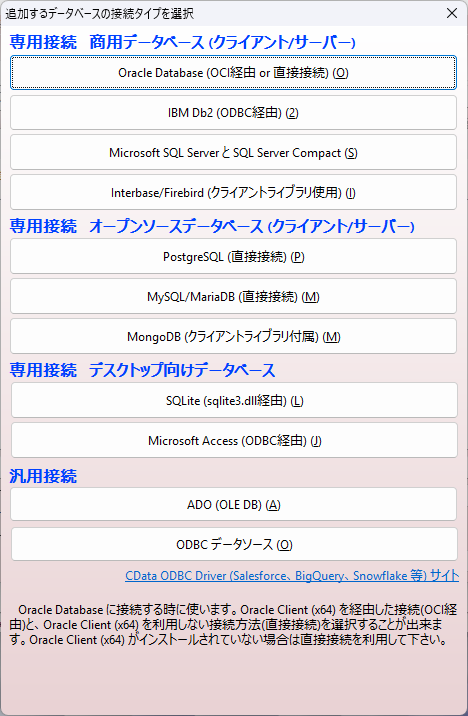 追加するデータベースの接続タイプを選択
専用接続 商用データベース (クライアント/サーバー)
Oracle Database (OCI経由 or 直接接続) (O)
IBM Db2 (ODBC経由) (2)
Microsoft SQL Server と SQL Server Compact (S)
Interbase/Firebird (クライアントライブラリ使用) (I)
専用接続 オープンソースデータベース (クライアント/サーバー)
PostgreSQL (直接接続) (P)
MySQL/MariaDB (直接接続) (M)
MongoDB (クライアントライブラリ付属) (M)
専用接続 デスクトップ向けデータベース
SQLite (sqlite3.dll経由) (L)
Microsoft Access (ODBC経由) (J)
汎用接続
ADO (OLE DB) (A)
ODBC データソース (O)
CData ODBC Driver (Salesforce、BigQuery、Snowflake 等) サイト
Oracle Database に接続する時に使います。Oracle Client (x64) を経由した接続(OCI経
由)と、Oracle Client (x64) を利用しない接続方法(直接接続)を選択することが出来ま
す。Oracle Client (x64) がインストールされていない場合は直接接続を利用して下さい。